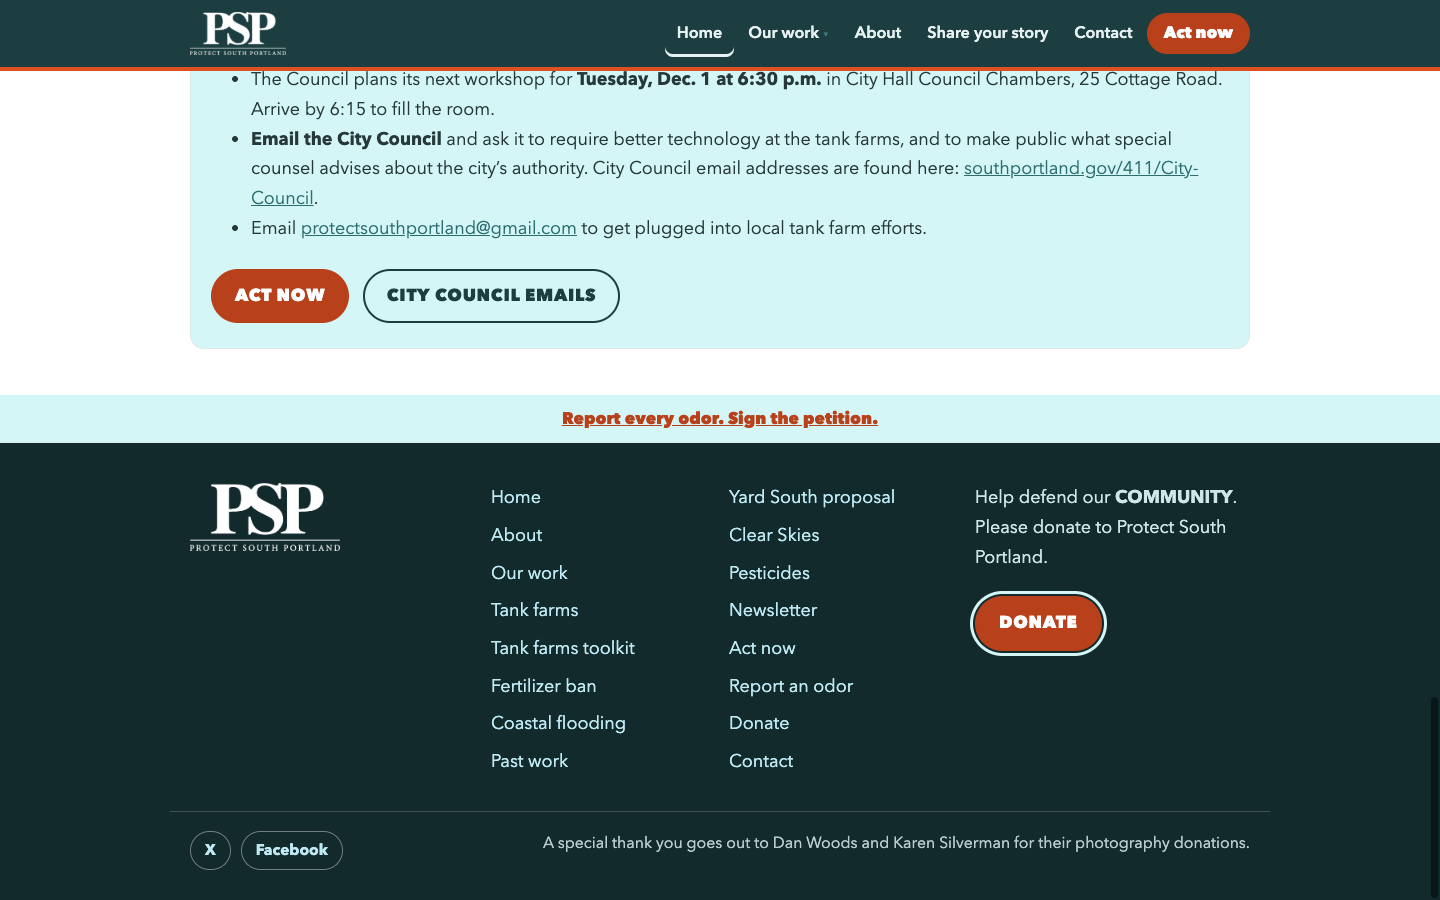 PSP
PROTECT SOUTH PORTLAND
Home
Our work
About
Share your story
Contact
Act now
The Council plans its next workshop for Tuesday, Dec. 1 at 6:30 p.m. in City Hall Council Chambers, 25 Cottage Road.
Arrive by 6:15 to fill the room.
Email the City Council and ask it to require better technology at the tank farms, and to make public what special
counsel advises about the city’s authority. City Council email addresses are found here: southportland.gov/411/City-
Council.
Email protectsouthportland@gmail.com to get plugged into local tank farm efforts.
ACT NOW
CITY COUNCIL EMAILS
Report every odor. Sign the petition.
PSP
PROTECT SOUTH PORTLAND
Home
About
Our work
Tank farms
Tank farms toolkit
Fertilizer ban
Coastal flooding
Past work
Yard South proposal
Clear Skies
Pesticides
Newsletter
Act now
Report an odor
Donate
Contact
Help defend our COMMUNITY.
Please donate to Protect South
Portland.
DONATE
X
Facebook
A special thank you goes out to Dan Woods and Karen Silverman for their photography donations.